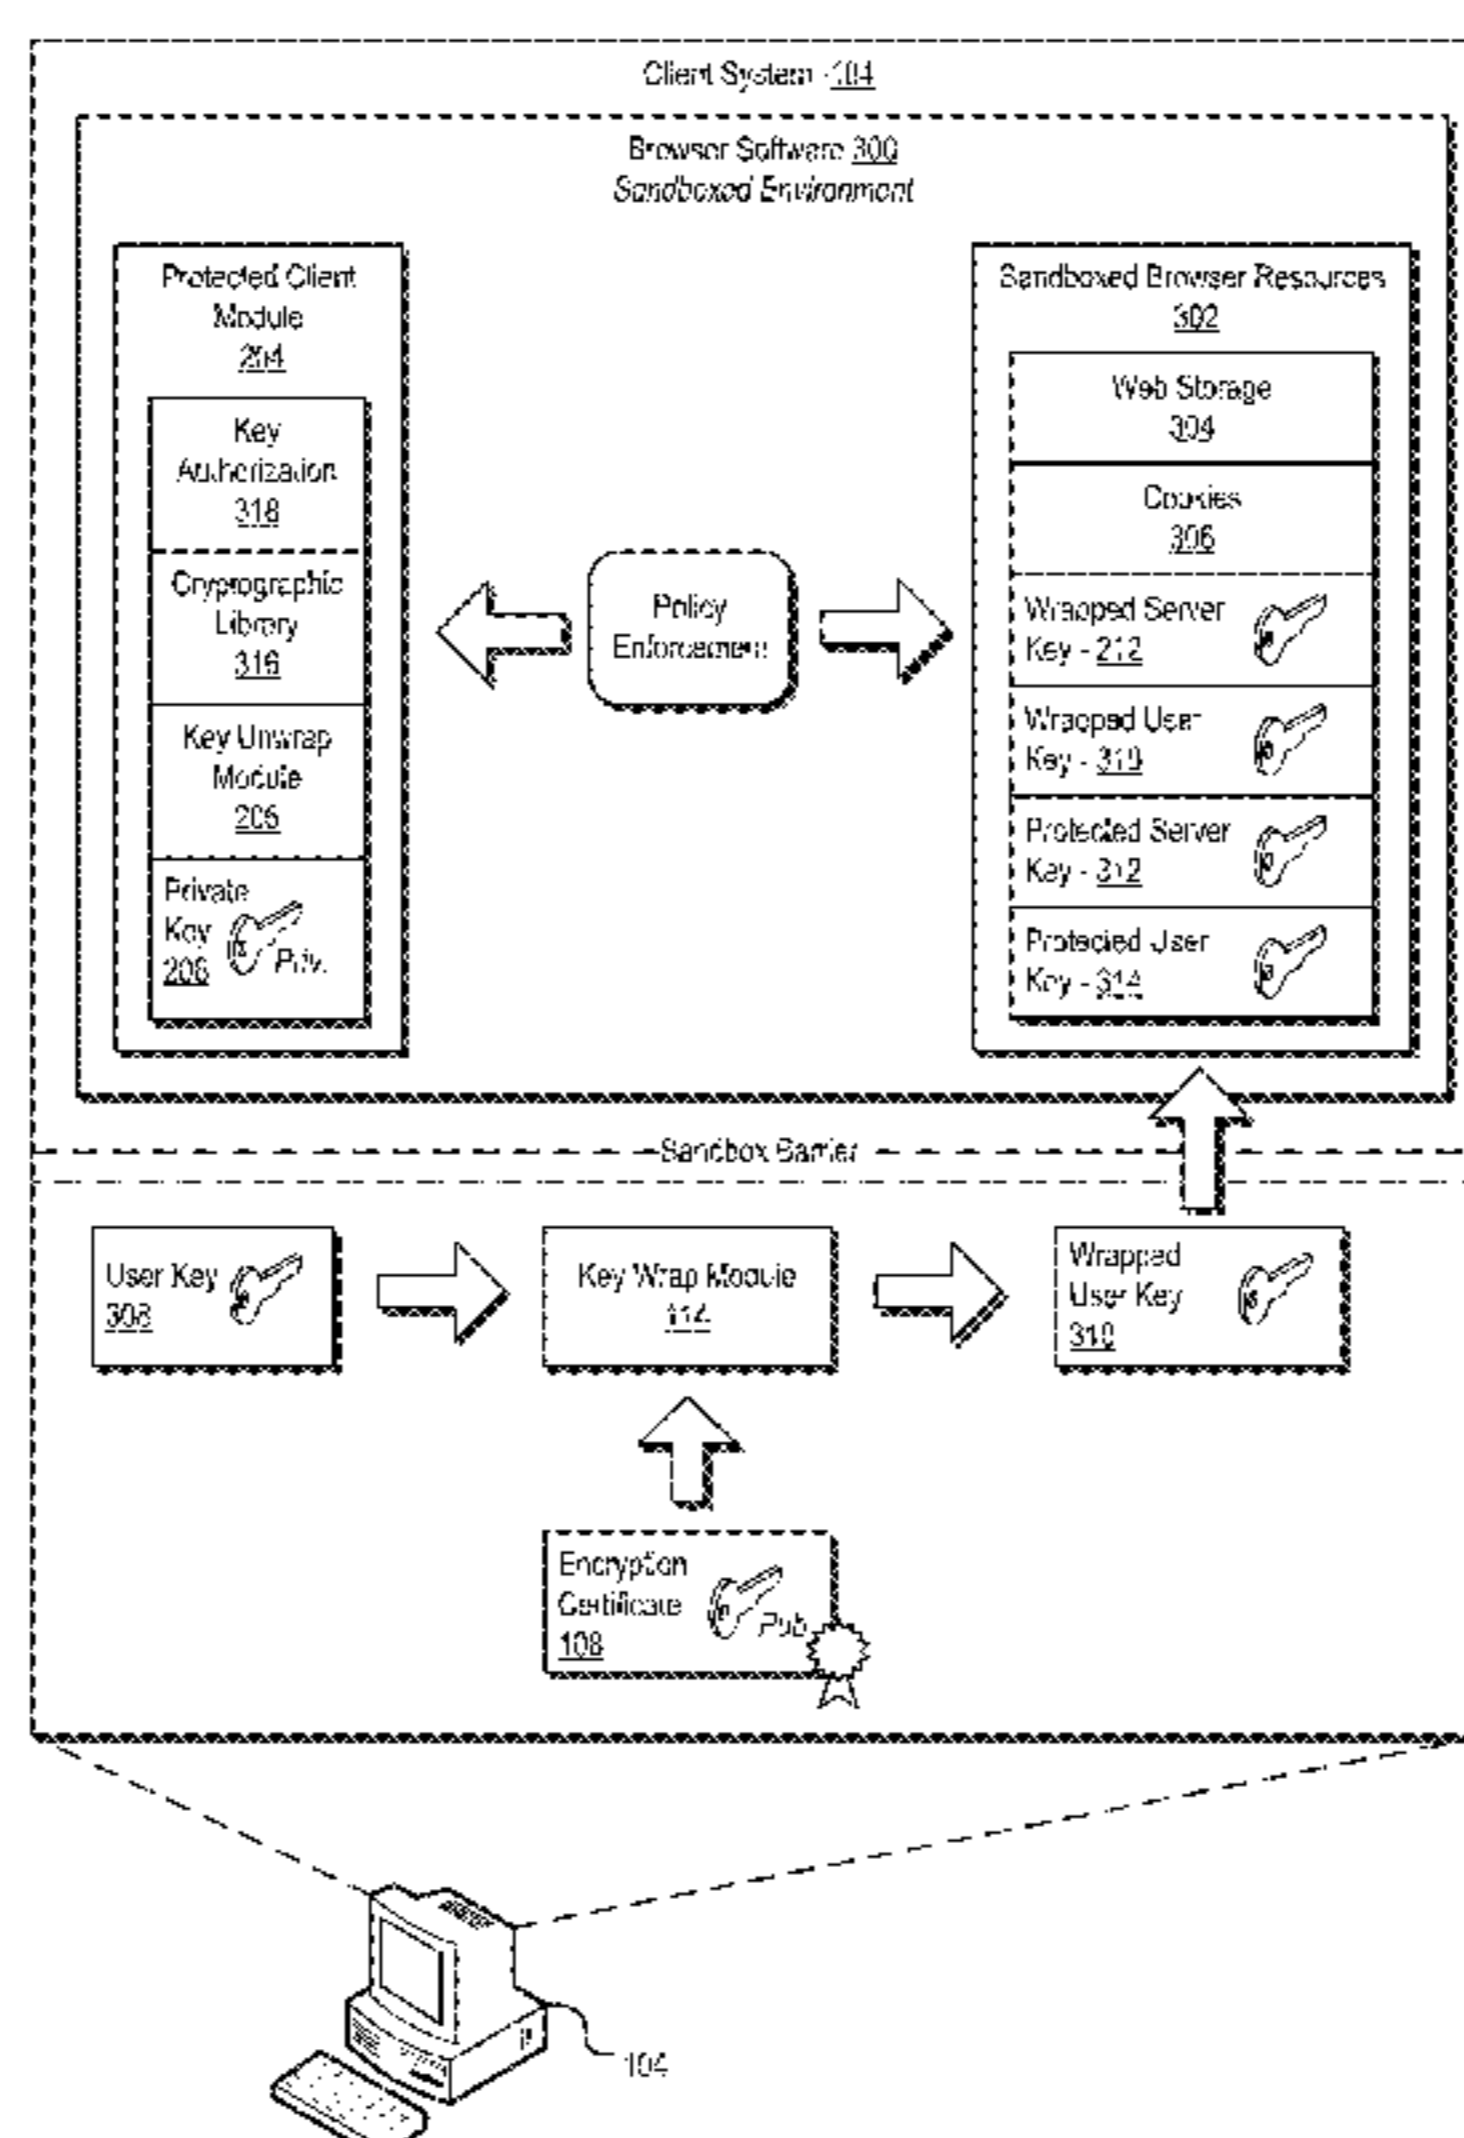 Client System - 104
Browser Software 300
Sandboxed Environment
Protected Client
Module
204
Key
Authorization
318
Cryptographic
Library
316
Key Unwrap
Module
206
Private
Key
208
Priv.
Policy
Enforcement
Sandboxed Browser Resources
302
Web Storage
304
Cookies
306
Wrapped Server
Key - 212
Wrapped User
Key - 310
Protected Server
Key - 312
Protected User
Key - 314
Sandbox Barrier
User Key
308
Key Wrap Module
114
Wrapped
User Key
310
Encryption
Certificate
108
Pub
104